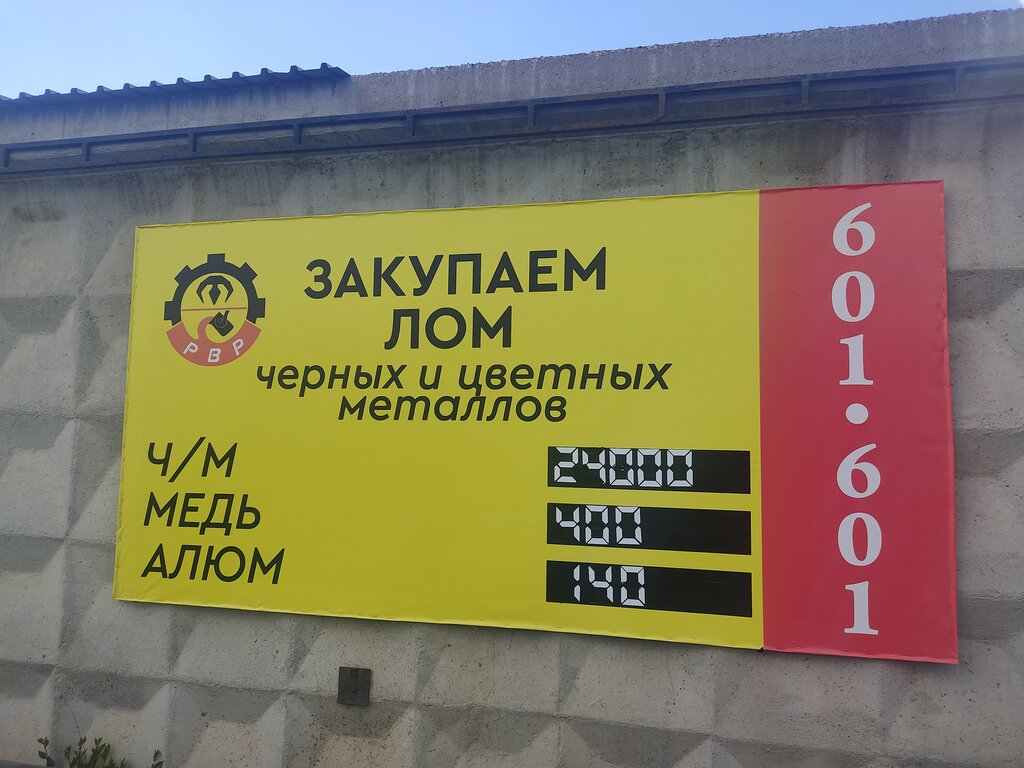 РВР
ЗАКУПАЕМ
ЛОМ
черных и цветных
металлов
Ч/М 24000
МЕДЬ 400
АЛЮМ 140
601•601